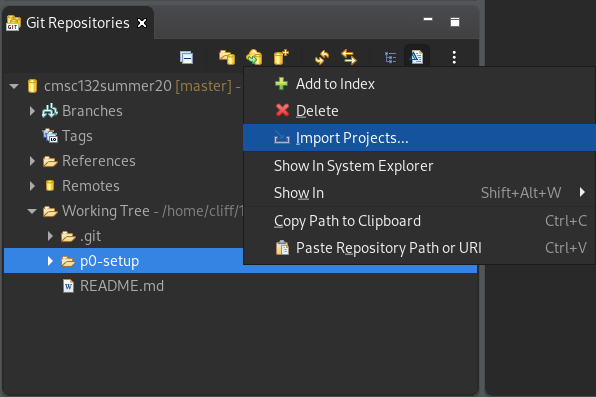 Git Repositories
cmsc132summer20 [master] -
Branches
Tags
References
Remotes
Working Tree - /home/cliff/1
.git
p0-setup
README.md
Add to Index
Delete
Import Projects...
Show In System Explorer
Show In Shift+Alt+W
Copy Path to Clipboard Ctrl+C
Paste Repository Path or URI Ctrl+V